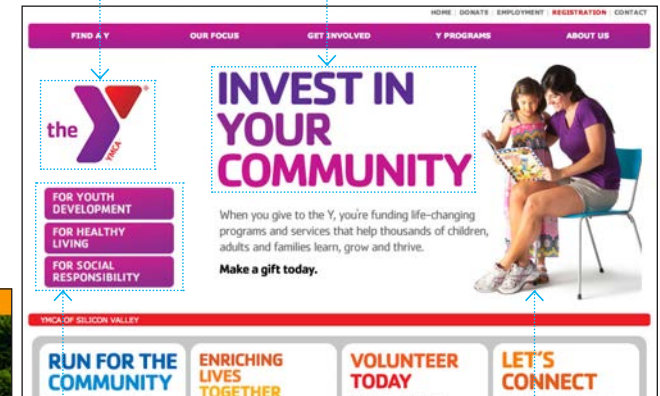 HOME | DONATE | EMPLOYMENT | REGISTRATION | CONTACT
FIND A Y OUR FOCUS GET INVOLVED Y PROGRAMS ABOUT US
the
YMCA
INVEST IN
YOUR
COMMUNITY
When you give to the Y, you're funding life-changing
programs and services that help thousands of children,
adults and families learn, grow and thrive.
Make a gift today.
FOR YOUTH
DEVELOPMENT
FOR HEALTHY
LIVING
FOR SOCIAL
RESPONSIBILITY
YMCA OF SILICON VALLEY
RUN FOR THE
COMMUNITY
ENRICHING
LIVES
TOGETHER
VOLUNTEER
TODAY
LET'S
CONNECT